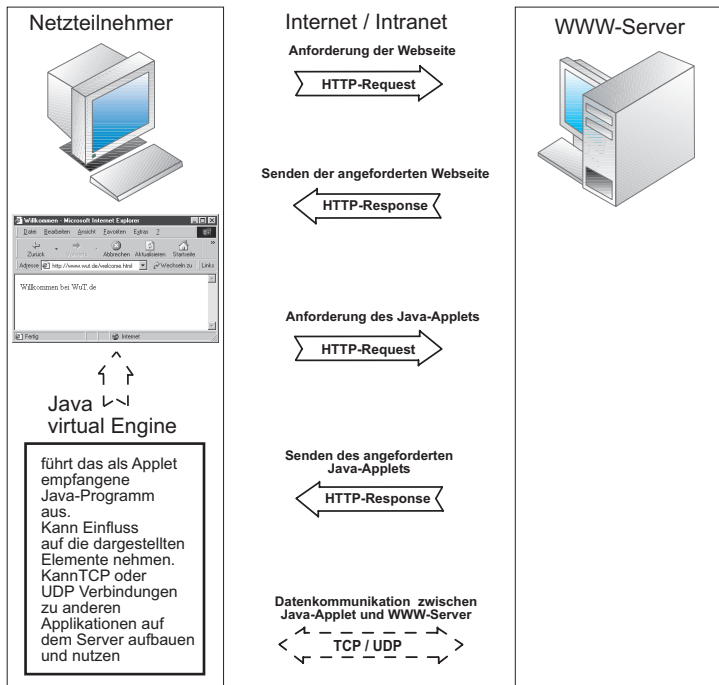 Netzteilnehmer
Internet / Intranet
WWW-Server
Anforderung der Webseite
HTTP-Request
Senden der angeforderten Webseite
HTTP-Response
Willkommen - Microsoft Internet Explorer
Datei Bearbeiten Ansicht Favoriten Extras ?
Zurück Abbrechen Aktualisieren Startseite »
Adresse http://www.wut.de/welcome.html Wechseln zu Links
Willkommen bei WuT.de
Fertig Internet
Anforderung des Java-Applets
HTTP-Request
Java
virtual Engine
führt das als Applet
empfangene
Java-Programm
aus.
Kann Einfluss
auf die dargestellten
Elemente nehmen.
KannTCP oder
UDP Verbindungen
zu anderen
Applikationen auf
dem Server aufbauen
und nutzen
Senden des angeforderten
Java-Applets
HTTP-Response
Datenkommunikation zwischen
Java-Applet und WWW-Server
TCP / UDP